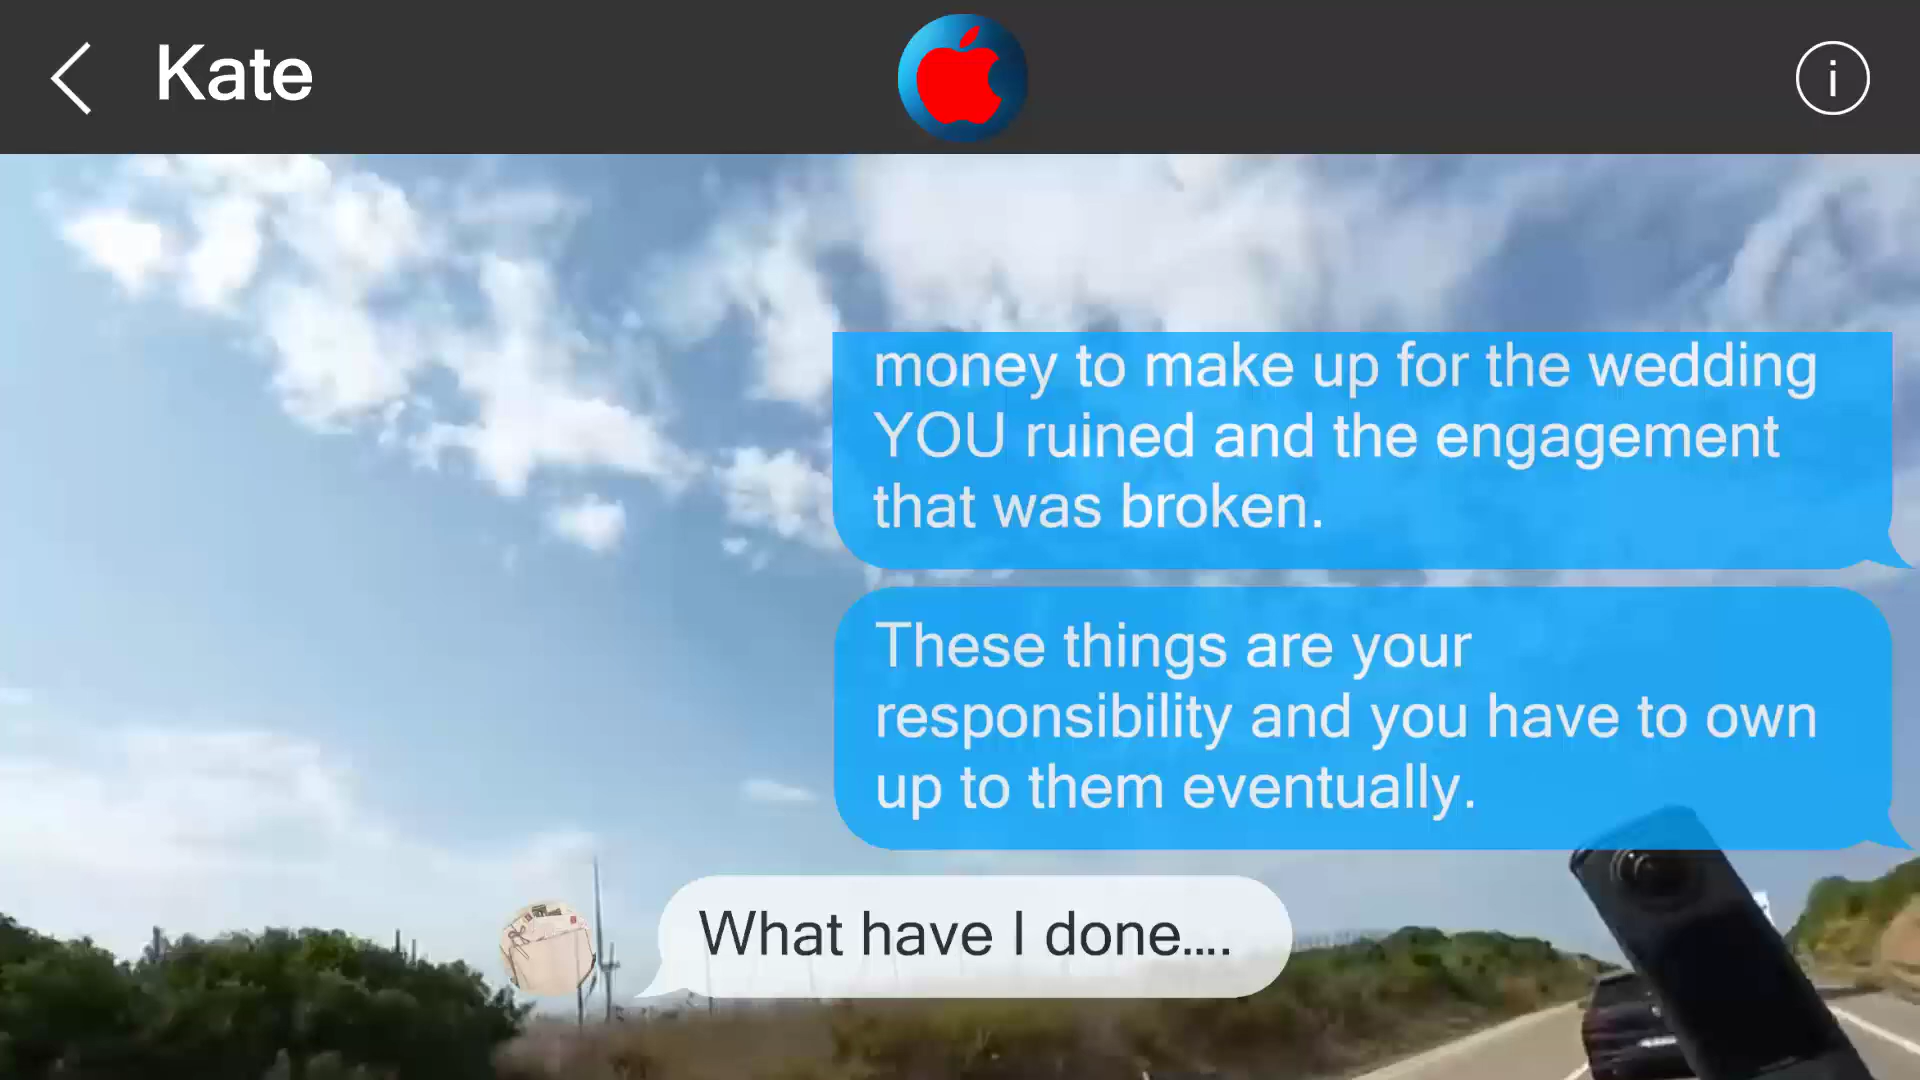 Kate
money to make up for the wedding
YOU ruined and the engagement
that was broken.
These things are your
responsibility and you have to own
up to them eventually.
What have I done....